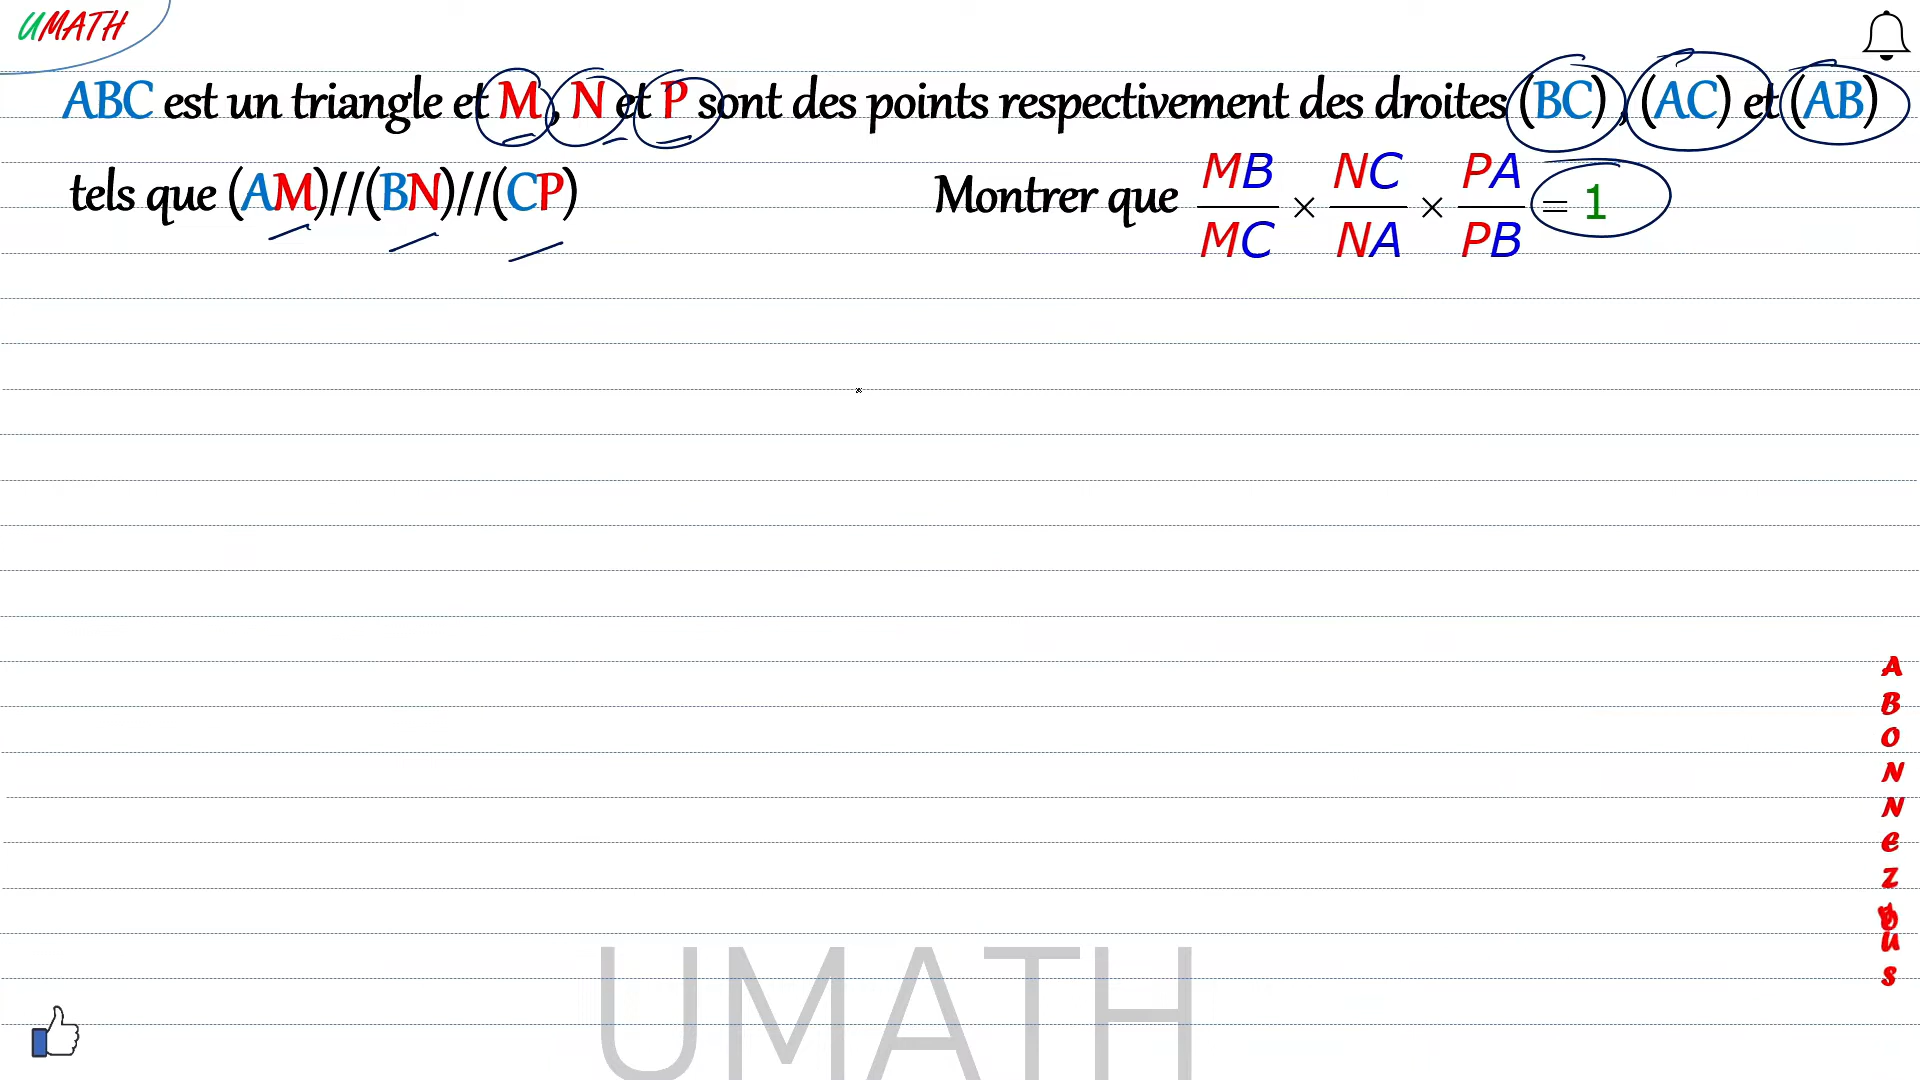 UMATH
ABC est un triangle et M, N et P sont des points respectivement des droites (BC), (AC) et (AB)
tels que (AM)//(BN)//(CP) Montrer que MB/MC × NC/NA × PA/PB = 1
ABONNEZ
VOUS
UMATH